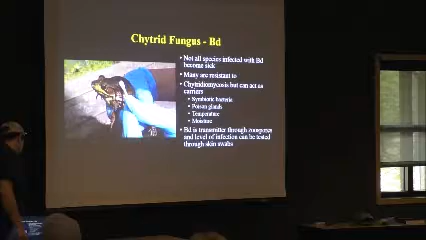 Chytrid Fungus - Bd
• Not all species infected with Bd
become sick
• Many are resistant to
• Chytridiomycosis but can act as
carriers
• Symbiotic bacteria
• Poison glands
• Temperature
• Moisture
• Bd is transmitter through zoospores
and level of infection can be tested
through skin swabs